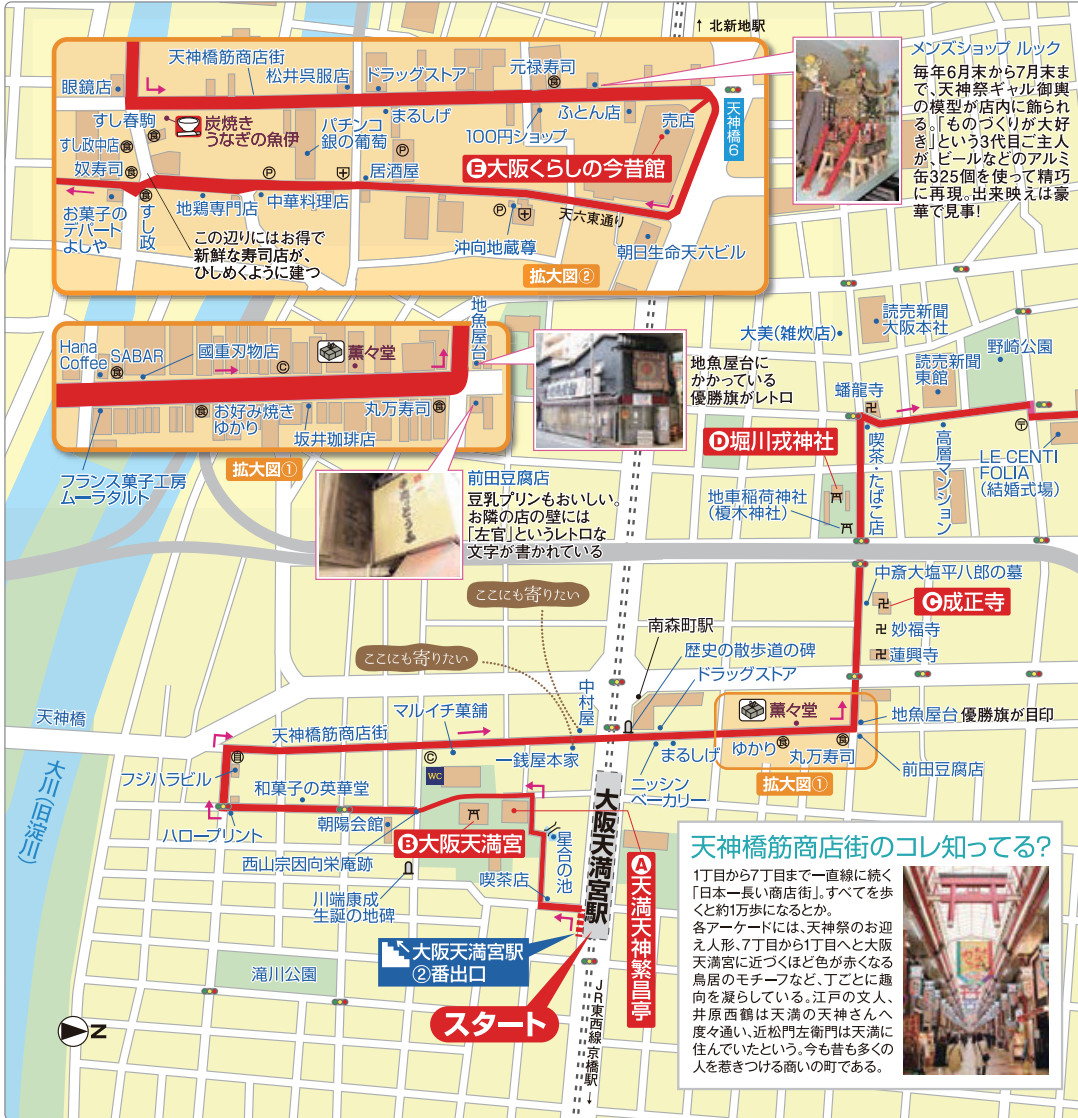 ↑ 北新地駅
天神橋筋商店街
松井呉服店
ドラッグストア
元禄寿司
眼鏡店
すし春駒
炭焼き
うなぎの魚伊
パチンコ
銀の葡萄
まるしげ
100円ショップ
ふとん店
売店
天神橋6
すし政中店
奴寿司
居酒屋
E大阪くらしの今昔館
お菓子の
デパート
よしや
すし政
地鶏専門店
中華料理店
天六東通り
沖向地蔵尊
朝日生命天六ビル
この辺りにはお得で
新鮮な寿司店が、
ひしめくように建つ
拡大図②
メンズショップ ルック
毎年6月末から7月末ま
で、天神祭ギャル御輿
の模型が店内に飾られ
る。「ものづくりが大好
き」という3代目ご主人
が、ビールなどのアルミ
缶325個を使って精巧
に再現。出来映えは豪
華で見事!
Hana
Coffee
SABAR
國重刃物店
薫々堂
地魚屋台
お好み焼き
ゆかり
坂井珈琲店
丸万寿司
フランス菓子工房
ムーラタルト
拡大図①
地魚屋台に
かかっている
優勝旗がレトロ
前田豆腐店
豆乳プリンもおいしい。
お隣の店の壁には
「左官」というレトロな
文字が書かれている
大美(雑炊店)
読売新聞
大阪本社
読売新聞
東館
野崎公園
蟠龍寺
D堀川戎神社
喫茶・たばこ店
高層マンション
LE CENTI
FOLIA
(結婚式場)
地車稲荷神社
(榎木神社)
中斎大塩平八郎の墓
C成正寺
妙福寺
蓮興寺
ここにも寄りたい
ここにも寄りたい
南森町駅
歴史の散歩道の碑
ドラッグストア
中村屋
マルイチ菓舗
天神橋筋商店街
天神橋
薫々堂
地魚屋台 優勝旗が目印
一銭屋本家
まるしげ
ゆかり
丸万寿司
前田豆腐店
ニッシン
ベーカリー
拡大図①
フジハラビル
WC
和菓子の英華堂
朝陽会館
ハロープリント
B大阪天満宮
西山宗因向栄庵跡
星合の池
喫茶店
大阪天満宮駅
A天満天神繁昌亭
川端康成
生誕の地碑
大川(旧淀川)
大阪天満宮駅
②番出口
滝川公園
スタート
JR東西線 京橋駅↓
N
天神橋筋商店街のコレ知ってる?
1丁目から7丁目まで一直線に続く
「日本一長い商店街」。すべてを歩
くと約1万歩になるとか。
各アーケードには、天神祭のお迎
え人形、7丁目から1丁目へと大阪
天満宮に近づくほど色が赤くなる
鳥居のモチーフなど、丁ごとに趣
向を凝らしている。江戸の文人、
井原西鶴は天満の天神さんへ
度々通い、近松門左衛門は天満に
住んでいたという。今も昔も多くの
人を惹きつける商いの町である。